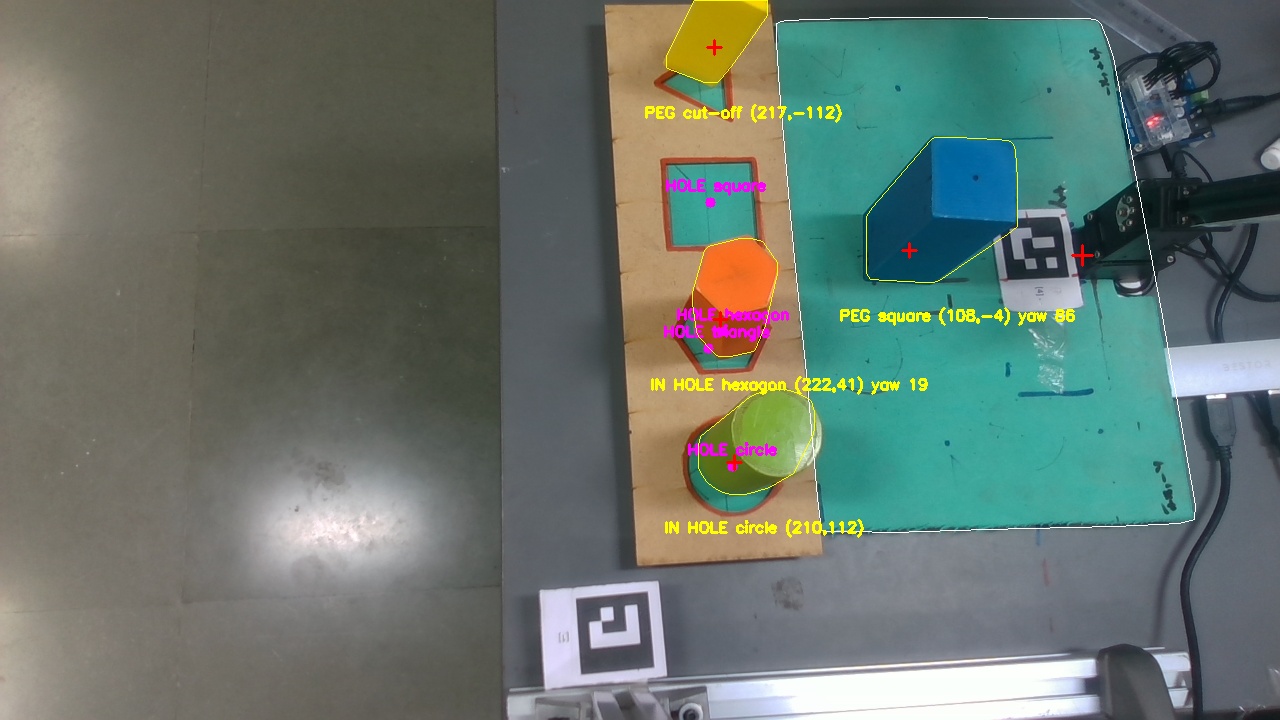 PEG cut-off (217,-112)
HOLE square
HOLE hexagon
PEG square (108,-4) yaw 86
HOLE triangle
IN HOLE hexagon (222,41) yaw 19
HOLE circle
IN HOLE circle (210,112)